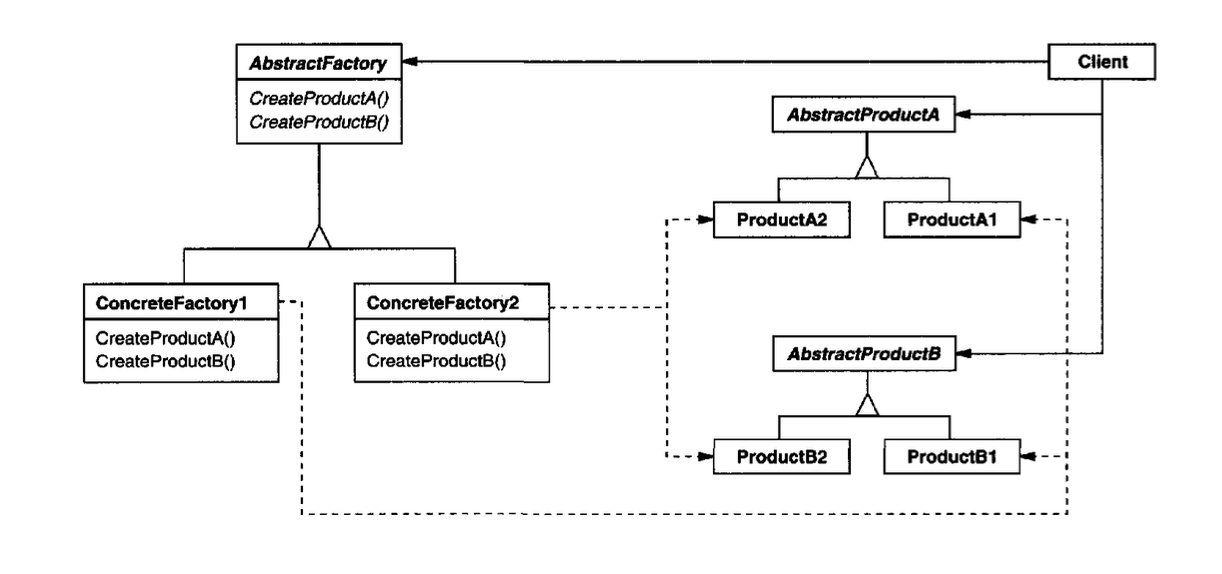 AbstractFactory
CreateProductA()
CreateProductB()
Client
AbstractProductA
ProductA2
ProductA1
ConcreteFactory1
CreateProductA()
CreateProductB()
ConcreteFactory2
CreateProductA()
CreateProductB()
AbstractProductB
ProductB2
ProductB1